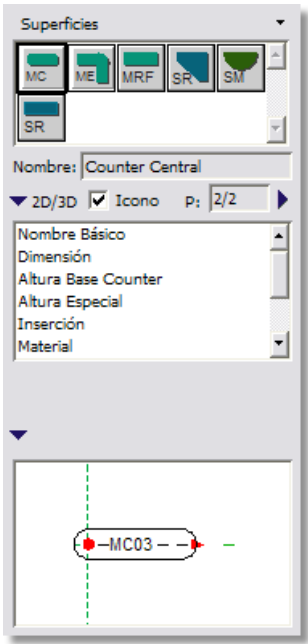 Superficies
MC ME MRF SR SM
SR
Nombre: Counter Central
2D/3D Icono P: 2/2
Nombre Básico
Dimensión
Altura Base Counter
Altura Especial
Inserción
Material
MC03